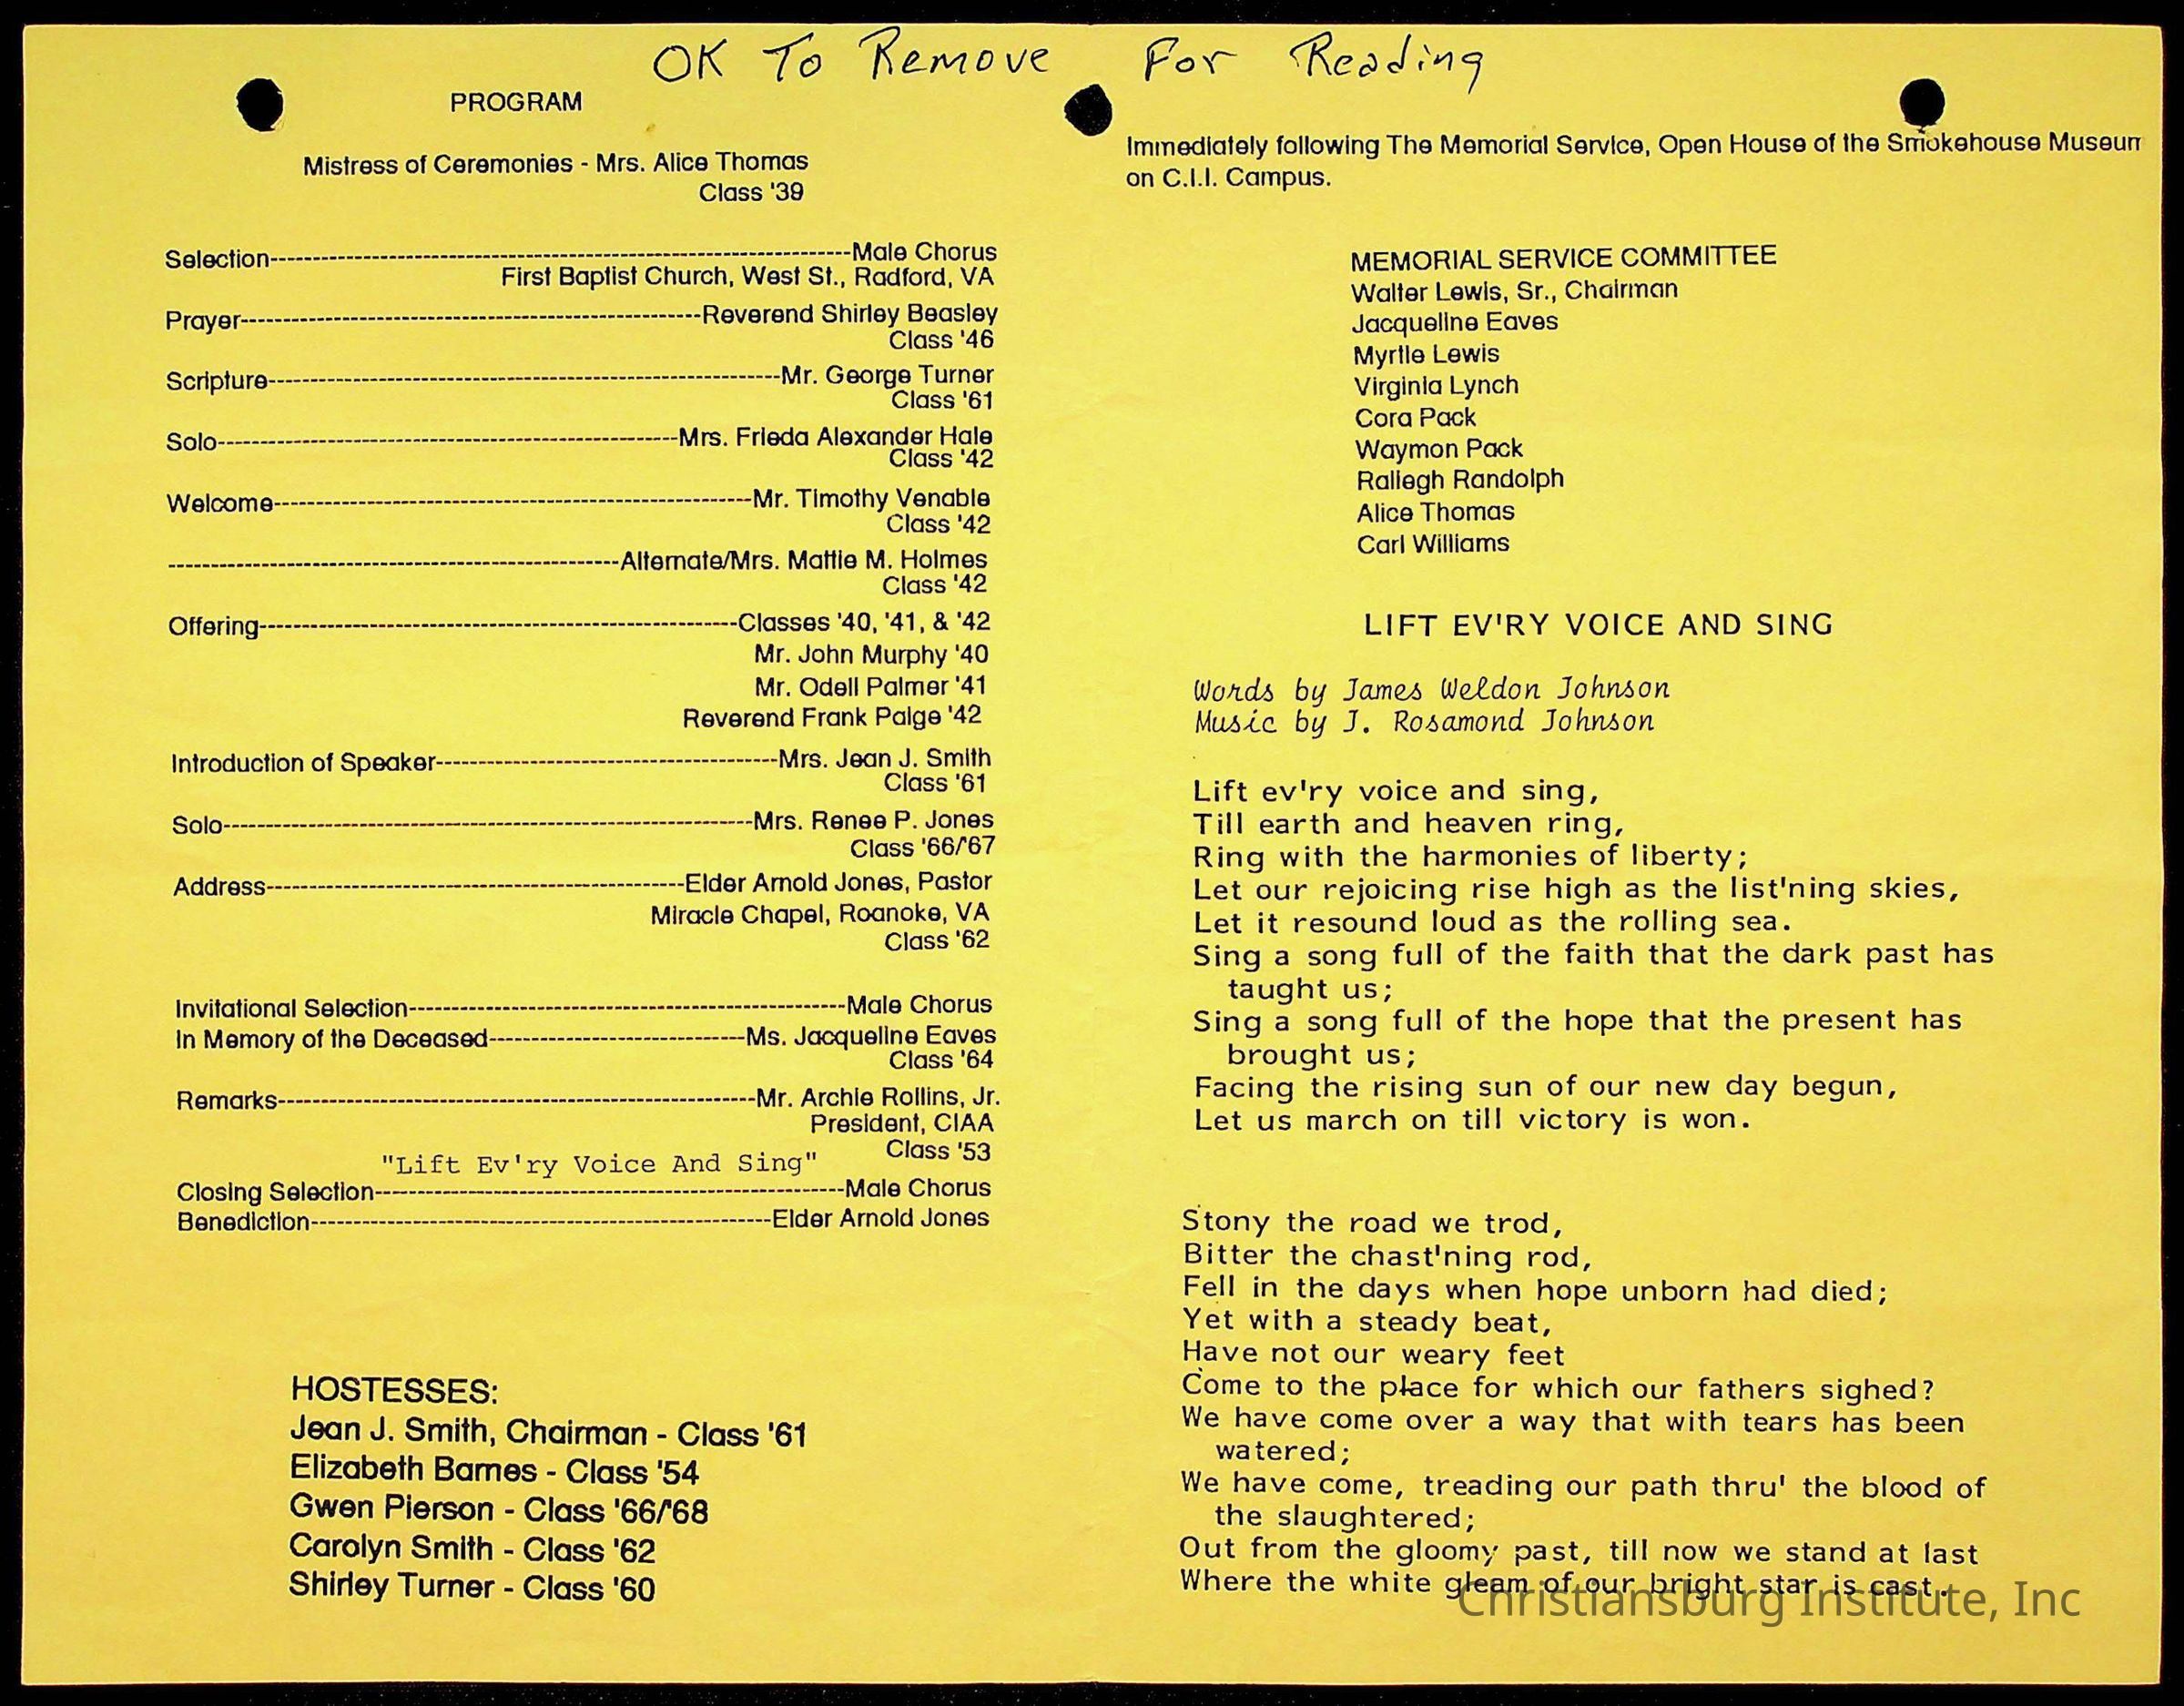 OK To Remove For Reading
PROGRAM
Mistress of Ceremonies - Mrs. Alice Thomas
Class '39
Selection---Male Chorus
First Baptist Church, West St., Radford, VA
Prayer---Reverend Shirley Beasley
Class '46
Scripture---Mr. George Turner
Class '61
Solo---Mrs. Frieda Alexander Hale
Class '42
Welcome---Mr. Timothy Venable
Class '42
---Alternate/Mrs. Mattie M. Holmes
Class '42
Offering---Classes '40, '41, & '42
Mr. John Murphy '40
Mr. Odell Palmer '41
Reverend Frank Paige '42
Introduction of Speaker---Mrs. Jean J. Smith
Class '61
Solo---Mrs. Renee P. Jones
Class '66/'67
Address---Elder Arnold Jones, Pastor
Miracle Chapel, Roanoke, VA
Class '62
Invitational Selection---Male Chorus
In Memory of the Deceased---Ms. Jacqueline Eaves
Class '64
Remarks---Mr. Archie Rollins, Jr.
President, CIAA
Class '53
"Lift Ev'ry Voice And Sing"
Closing Selection---Male Chorus
Benediction---Elder Arnold Jones
HOSTESSES:
Jean J. Smith, Chairman - Class '61
Elizabeth Barnes - Class '54
Gwen Pierson - Class '66/'68
Carolyn Smith - Class '62
Shirley Turner - Class '60
Immediately following The Memorial Service, Open House of the Smokehouse Museum
on C.I.I. Campus.
MEMORIAL SERVICE COMMITTEE
Walter Lewis, Sr., Chairman
Jacqueline Eaves
Myrtle Lewis
Virginia Lynch
Cora Pack
Waymon Pack
Raliegh Randolph
Alice Thomas
Carl Williams
LIFT EV'RY VOICE AND SING
Words by James Weldon Johnson
Music by J. Rosamond Johnson
Lift ev'ry voice and sing,
Till earth and heaven ring,
Ring with the harmonies of liberty;
Let our rejoicing rise high as the list'ning skies,
Let it resound loud as the rolling sea.
Sing a song full of the faith that the dark past has
taught us;
Sing a song full of the hope that the present has
brought us;
Facing the rising sun of our new day begun,
Let us march on till victory is won.
Stony the road we trod,
Bitter the chast'ning rod,
Fell in the days when hope unborn had died;
Yet with a steady beat,
Have not our weary feet
Come to the place for which our fathers sighed?
We have come over a way that with tears has been
watered;
We have come, treading our path thru' the blood of
the slaughtered;
Out from the gloomy past, till now we stand at last
Where the white gleam of our bright star is cast.
Christiansburg Institute, Inc